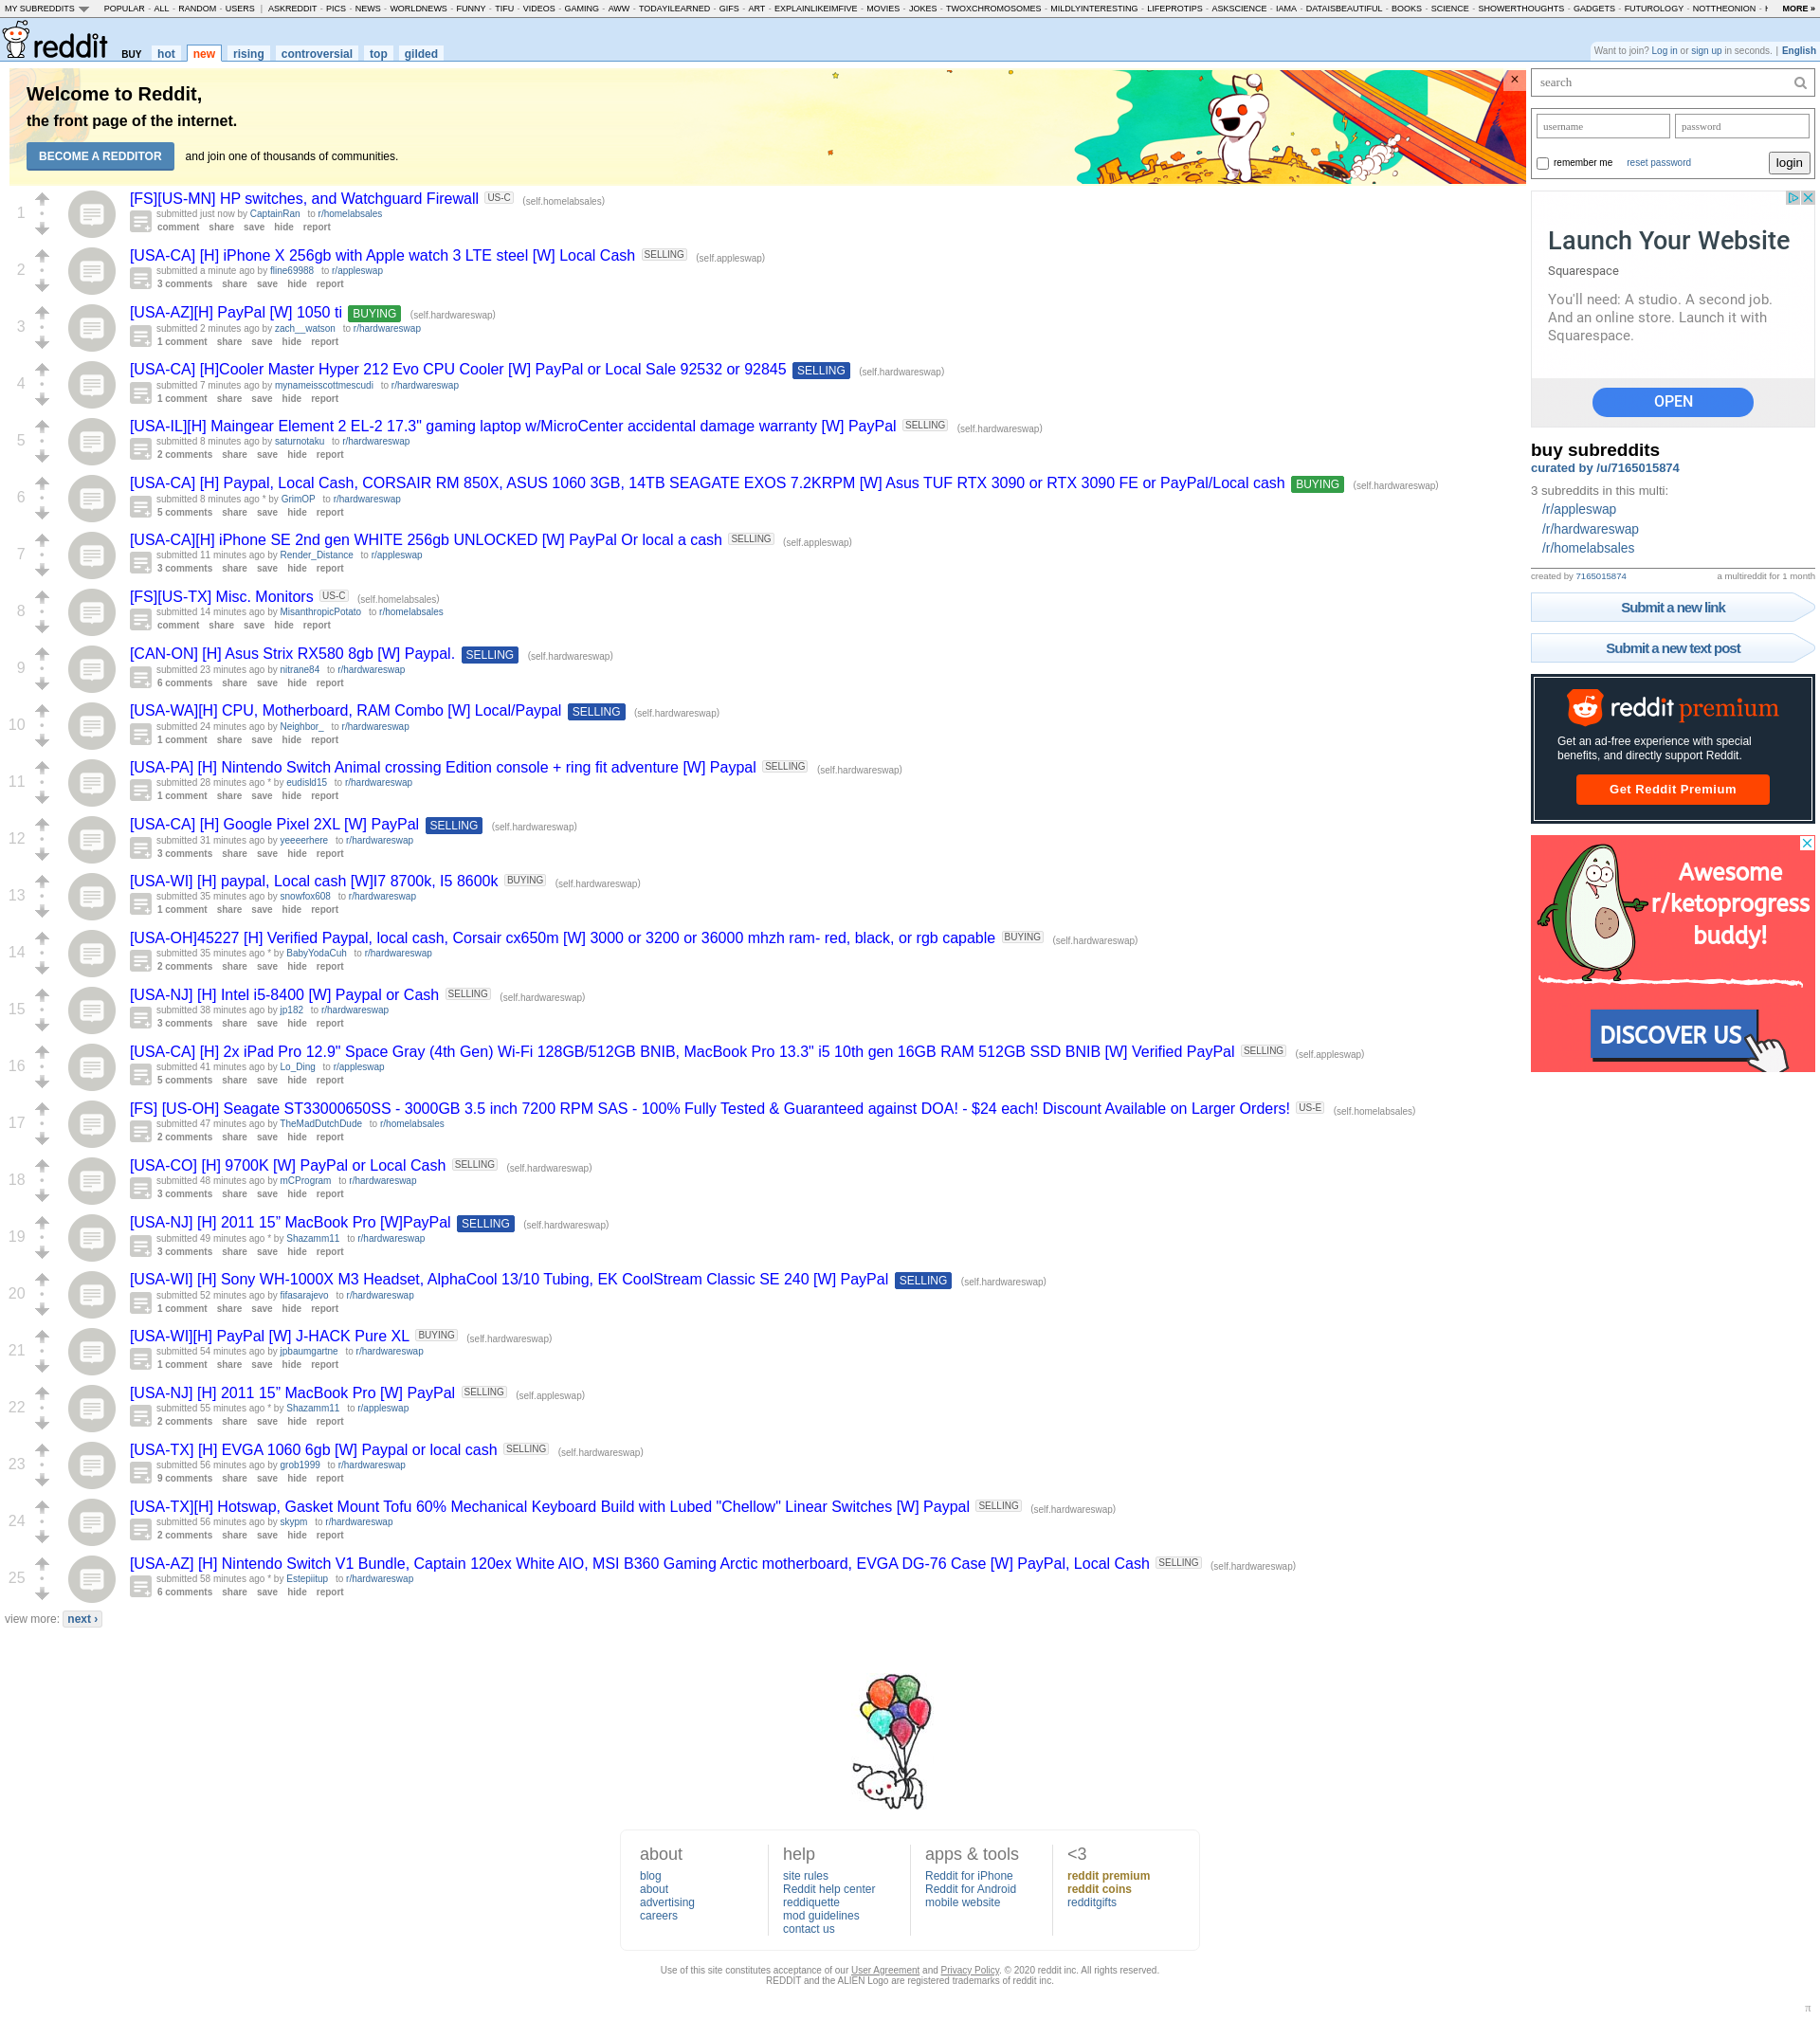 MY SUBREDDITS POPULAR - ALL - RANDOM - USERS | ASKREDDIT - PICS - NEWS - WORLDNEWS - FUNNY - TIFU - VIDEOS - GAMING - AWW - TODAYILEARNED - GIFS - ART - EXPLAINLIKEIMFIVE - MOVIES - JOKES - TWOXCHROMOSOMES - MILDLYINTERESTING - LIFEPROTIPS - ASKSCIENCE - IAMA - DATAISBEAUTIFUL - BOOKS - SCIENCE - SHOWERTHOUGHTS - GADGETS - FUTUROLOGY - NOTTHEONION - MORE »
reddit BUY hot new rising controversial top gilded
Want to join? Log in or sign up in seconds. | English
Welcome to Reddit,
the front page of the internet.
BECOME A REDDITOR and join one of thousands of communities.
×
1
[FS][US-MN] HP switches, and Watchguard Firewall US-C (self.homelabsales)
submitted just now by CaptainRan to r/homelabsales
comment share save hide report
2
[USA-CA] [H] iPhone X 256gb with Apple watch 3 LTE steel [W] Local Cash SELLING (self.appleswap)
submitted a minute ago by fline69988 to r/appleswap
3 comments share save hide report
3
[USA-AZ][H] PayPal [W] 1050 ti BUYING (self.hardwareswap)
submitted 2 minutes ago by zach__watson to r/hardwareswap
1 comment share save hide report
4
[USA-CA] [H]Cooler Master Hyper 212 Evo CPU Cooler [W] PayPal or Local Sale 92532 or 92845 SELLING (self.hardwareswap)
submitted 7 minutes ago by mynameisscottmescudi to r/hardwareswap
1 comment share save hide report
5
[USA-IL][H] Maingear Element 2 EL-2 17.3" gaming laptop w/MicroCenter accidental damage warranty [W] PayPal SELLING (self.hardwareswap)
submitted 8 minutes ago by saturnotaku to r/hardwareswap
2 comments share save hide report
6
[USA-CA] [H] Paypal, Local Cash, CORSAIR RM 850X, ASUS 1060 3GB, 14TB SEAGATE EXOS 7.2KRPM [W] Asus TUF RTX 3090 or RTX 3090 FE or PayPal/Local cash BUYING (self.hardwareswap)
submitted 8 minutes ago * by GrimOP to r/hardwareswap
5 comments share save hide report
7
[USA-CA][H] iPhone SE 2nd gen WHITE 256gb UNLOCKED [W] PayPal Or local a cash SELLING (self.appleswap)
submitted 11 minutes ago by Render_Distance to r/appleswap
3 comments share save hide report
8
[FS][US-TX] Misc. Monitors US-C (self.homelabsales)
submitted 14 minutes ago by MisanthropicPotato to r/homelabsales
comment share save hide report
9
[CAN-ON] [H] Asus Strix RX580 8gb [W] Paypal. SELLING (self.hardwareswap)
submitted 23 minutes ago by nitrane84 to r/hardwareswap
6 comments share save hide report
10
[USA-WA][H] CPU, Motherboard, RAM Combo [W] Local/Paypal SELLING (self.hardwareswap)
submitted 24 minutes ago by Neighbor_ to r/hardwareswap
1 comment share save hide report
11
[USA-PA] [H] Nintendo Switch Animal crossing Edition console + ring fit adventure [W] Paypal SELLING (self.hardwareswap)
submitted 28 minutes ago * by eudisld15 to r/hardwareswap
1 comment share save hide report
12
[USA-CA] [H] Google Pixel 2XL [W] PayPal SELLING (self.hardwareswap)
submitted 31 minutes ago by yeeeerhere to r/hardwareswap
3 comments share save hide report
13
[USA-WI] [H] paypal, Local cash [W]I7 8700k, I5 8600k BUYING (self.hardwareswap)
submitted 35 minutes ago by snowfox608 to r/hardwareswap
1 comment share save hide report
14
[USA-OH]45227 [H] Verified Paypal, local cash, Corsair cx650m [W] 3000 or 3200 or 36000 mhzh ram- red, black, or rgb capable BUYING (self.hardwareswap)
submitted 35 minutes ago * by BabyYodaCuh to r/hardwareswap
2 comments share save hide report
15
[USA-NJ] [H] Intel i5-8400 [W] Paypal or Cash SELLING (self.hardwareswap)
submitted 38 minutes ago by jp182 to r/hardwareswap
3 comments share save hide report
16
[USA-CA] [H] 2x iPad Pro 12.9" Space Gray (4th Gen) Wi-Fi 128GB/512GB BNIB, MacBook Pro 13.3" i5 10th gen 16GB RAM 512GB SSD BNIB [W] Verified PayPal SELLING (self.appleswap)
submitted 41 minutes ago by Lo_Ding to r/appleswap
5 comments share save hide report
17
[FS] [US-OH] Seagate ST33000650SS - 3000GB 3.5 inch 7200 RPM SAS - 100% Fully Tested & Guaranteed against DOA! - $24 each! Discount Available on Larger Orders! US-E (self.homelabsales)
submitted 47 minutes ago by TheMadDutchDude to r/homelabsales
2 comments share save hide report
18
[USA-CO] [H] 9700K [W] PayPal or Local Cash SELLING (self.hardwareswap)
submitted 48 minutes ago by mCProgram to r/hardwareswap
3 comments share save hide report
19
[USA-NJ] [H] 2011 15” MacBook Pro [W]PayPal SELLING (self.hardwareswap)
submitted 49 minutes ago * by Shazamm11 to r/hardwareswap
3 comments share save hide report
20
[USA-WI] [H] Sony WH-1000X M3 Headset, AlphaCool 13/10 Tubing, EK CoolStream Classic SE 240 [W] PayPal SELLING (self.hardwareswap)
submitted 52 minutes ago by fifasarajevo to r/hardwareswap
1 comment share save hide report
21
[USA-WI][H] PayPal [W] J-HACK Pure XL BUYING (self.hardwareswap)
submitted 54 minutes ago by jpbaumgartne to r/hardwareswap
1 comment share save hide report
22
[USA-NJ] [H] 2011 15” MacBook Pro [W] PayPal SELLING (self.appleswap)
submitted 55 minutes ago * by Shazamm11 to r/appleswap
2 comments share save hide report
23
[USA-TX] [H] EVGA 1060 6gb [W] Paypal or local cash SELLING (self.hardwareswap)
submitted 56 minutes ago by grob1999 to r/hardwareswap
9 comments share save hide report
24
[USA-TX][H] Hotswap, Gasket Mount Tofu 60% Mechanical Keyboard Build with Lubed "Chellow" Linear Switches [W] Paypal SELLING (self.hardwareswap)
submitted 56 minutes ago by skypm to r/hardwareswap
2 comments share save hide report
25
[USA-AZ] [H] Nintendo Switch V1 Bundle, Captain 120ex White AIO, MSI B360 Gaming Arctic motherboard, EVGA DG-76 Case [W] PayPal, Local Cash SELLING (self.hardwareswap)
submitted 58 minutes ago * by Estepiitup to r/hardwareswap
6 comments share save hide report
view more: next ›
search
username password
remember me reset password login
Launch Your Website
Squarespace
You'll need: A studio. A second job.
And an online store. Launch it with
Squarespace.
OPEN
buy subreddits
curated by /u/7165015874
3 subreddits in this multi:
/r/appleswap
/r/hardwareswap
/r/homelabsales
created by 7165015874 a multireddit for 1 month
Submit a new link
Submit a new text post
reddit premium
Get an ad-free experience with special
benefits, and directly support Reddit.
Get Reddit Premium
Awesome
r/ketoprogress
buddy!
DISCOVER US
about
blog
about
advertising
careers
help
site rules
Reddit help center
reddiquette
mod guidelines
contact us
apps & tools
Reddit for iPhone
Reddit for Android
mobile website
<3
reddit premium
reddit coins
redditgifts
Use of this site constitutes acceptance of our User Agreement and Privacy Policy. © 2020 reddit inc. All rights reserved.
REDDIT and the ALIEN Logo are registered trademarks of reddit inc.
π